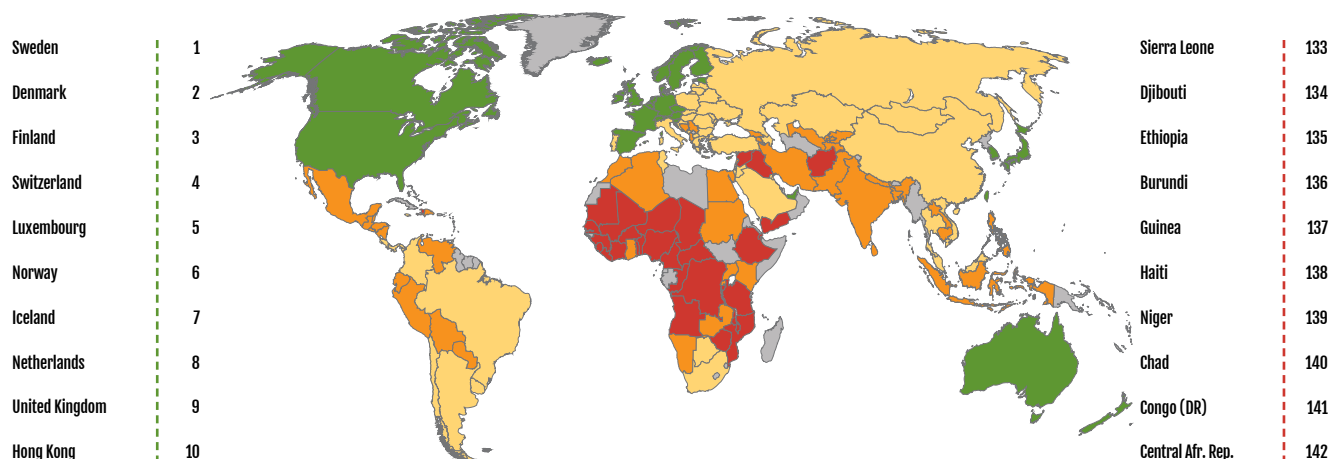 Sweden 1
Denmark 2
Finland 3
Switzerland 4
Luxembourg 5
Norway 6
Iceland 7
Netherlands 8
United Kingdom 9
Hong Kong 10
Sierra Leone 133
Djibouti 134
Ethiopia 135
Burundi 136
Guinea 137
Haiti 138
Niger 139
Chad 140
Congo (DR) 141
Central Afr. Rep. 142